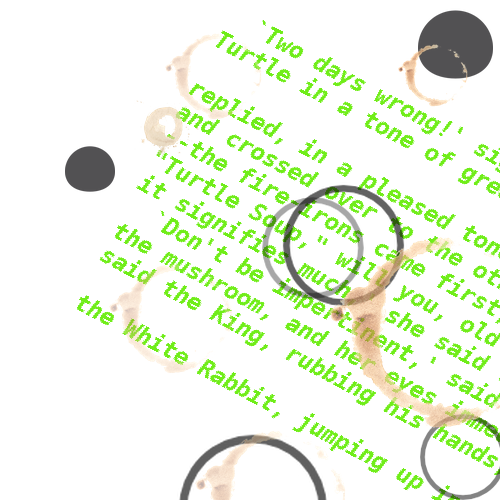 `Two days wrong!' si
Turtle in a tone of gre
replied, in a pleased ton
and crossed over to the ot
--the fire-irons came first
"Turtle Soup," will you, old
it signifies much,' she said
`Don't be impertinent,' said
the mushroom, and her eyes imme
said the King, rubbing his hands;
the White Rabbit, jumping up i